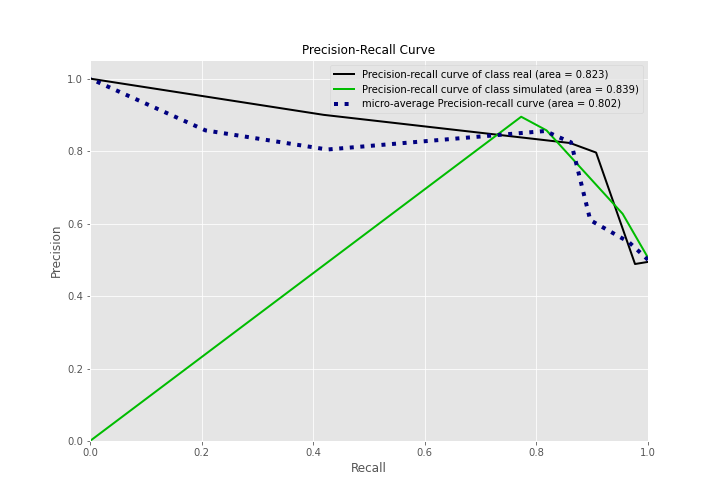 Precision-Recall Curve
Precision-recall curve of class real (area = 0.823)
Precision-recall curve of class simulated (area = 0.839)
micro-average Precision-recall curve (area = 0.802)
Precision
1.0
0.8
0.6
0.4
0.2
0.0
0.0 0.2 0.4 0.6 0.8 1.0
Recall